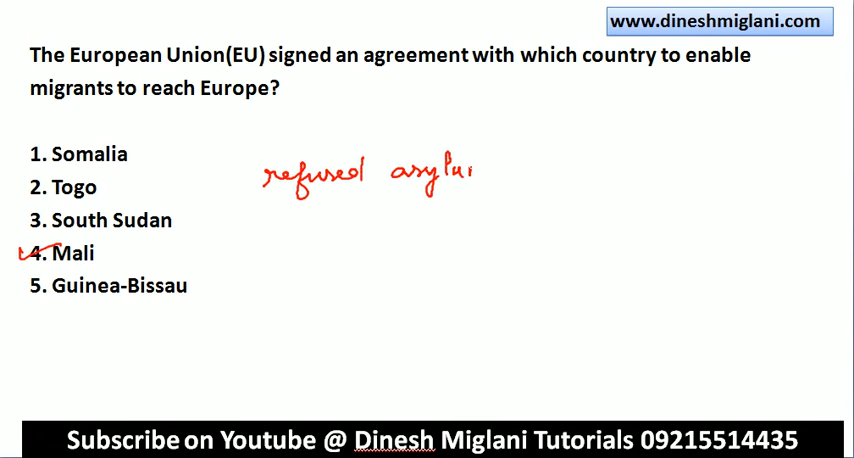 www.dineshmiglani.com
The European Union(EU) signed an agreement with which country to enable
migrants to reach Europe?
1. Somalia
2. Togo
refused
3. South Sudan
4. Mali
5. Guinea-Bissau
Subscribe on Youtube @ Dinesh Miglani Tutorials 09215514435